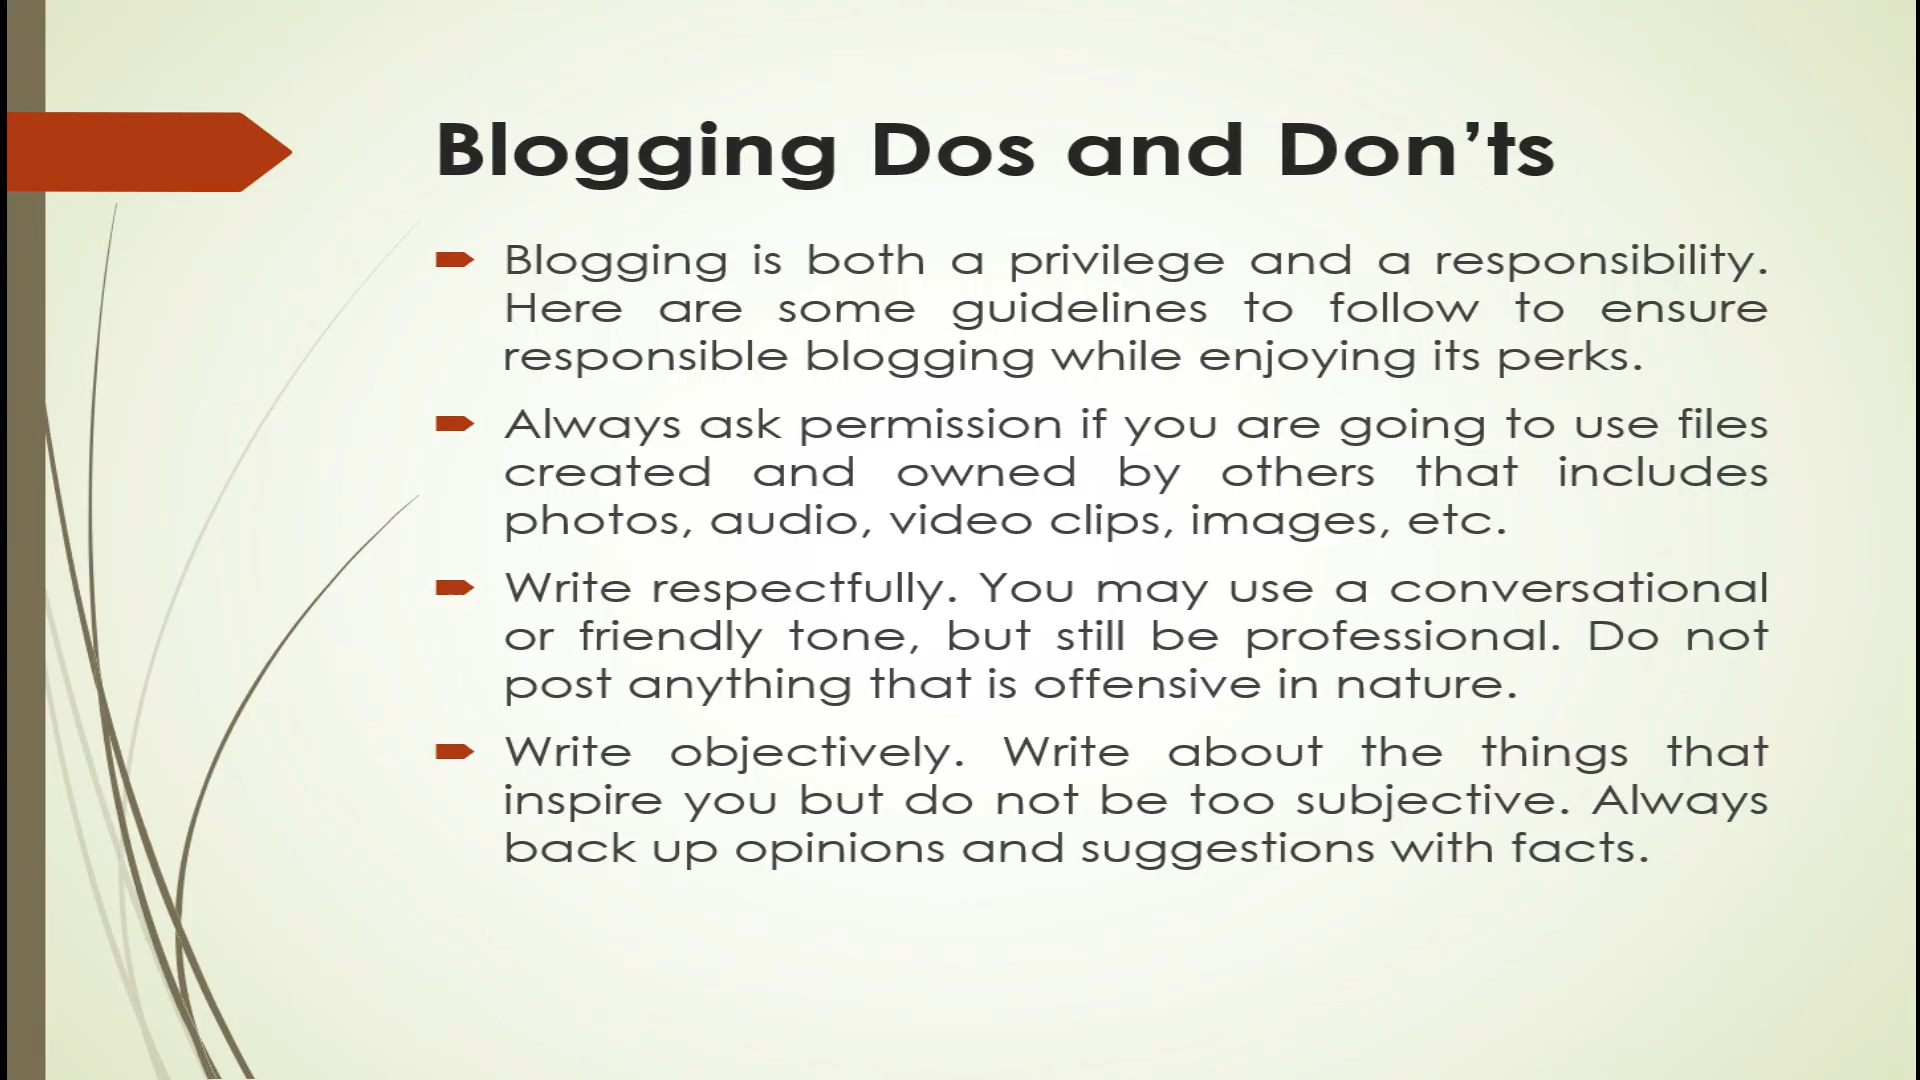 Blogging Dos and Don’ts
Blogging is both a privilege and a responsibility.
Here are some guidelines to follow to ensure
responsible blogging while enjoying its perks.
Always ask permission if you are going to use files
created and owned by others that includes
photos, audio, video clips, images, etc.
Write respectfully. You may use a conversational
or friendly tone, but still be professional. Do not
post anything that is offensive in nature.
Write objectively. Write about the things that
inspire you but do not be too subjective. Always
back up opinions and suggestions with facts.